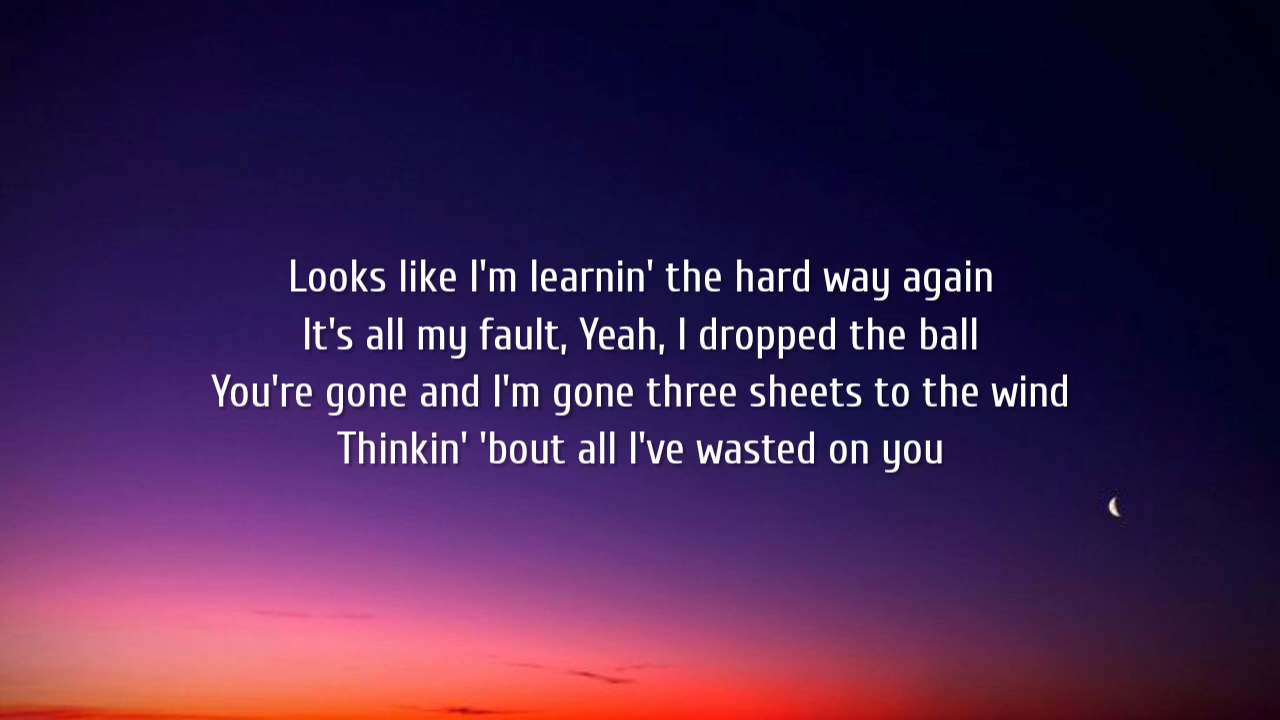 Looks like I'm learnin' the hard way again
It's all my fault, Yeah, I dropped the ball
You're gone and I'm gone three sheets to the wind
Thinkin' 'bout all I've wasted on you